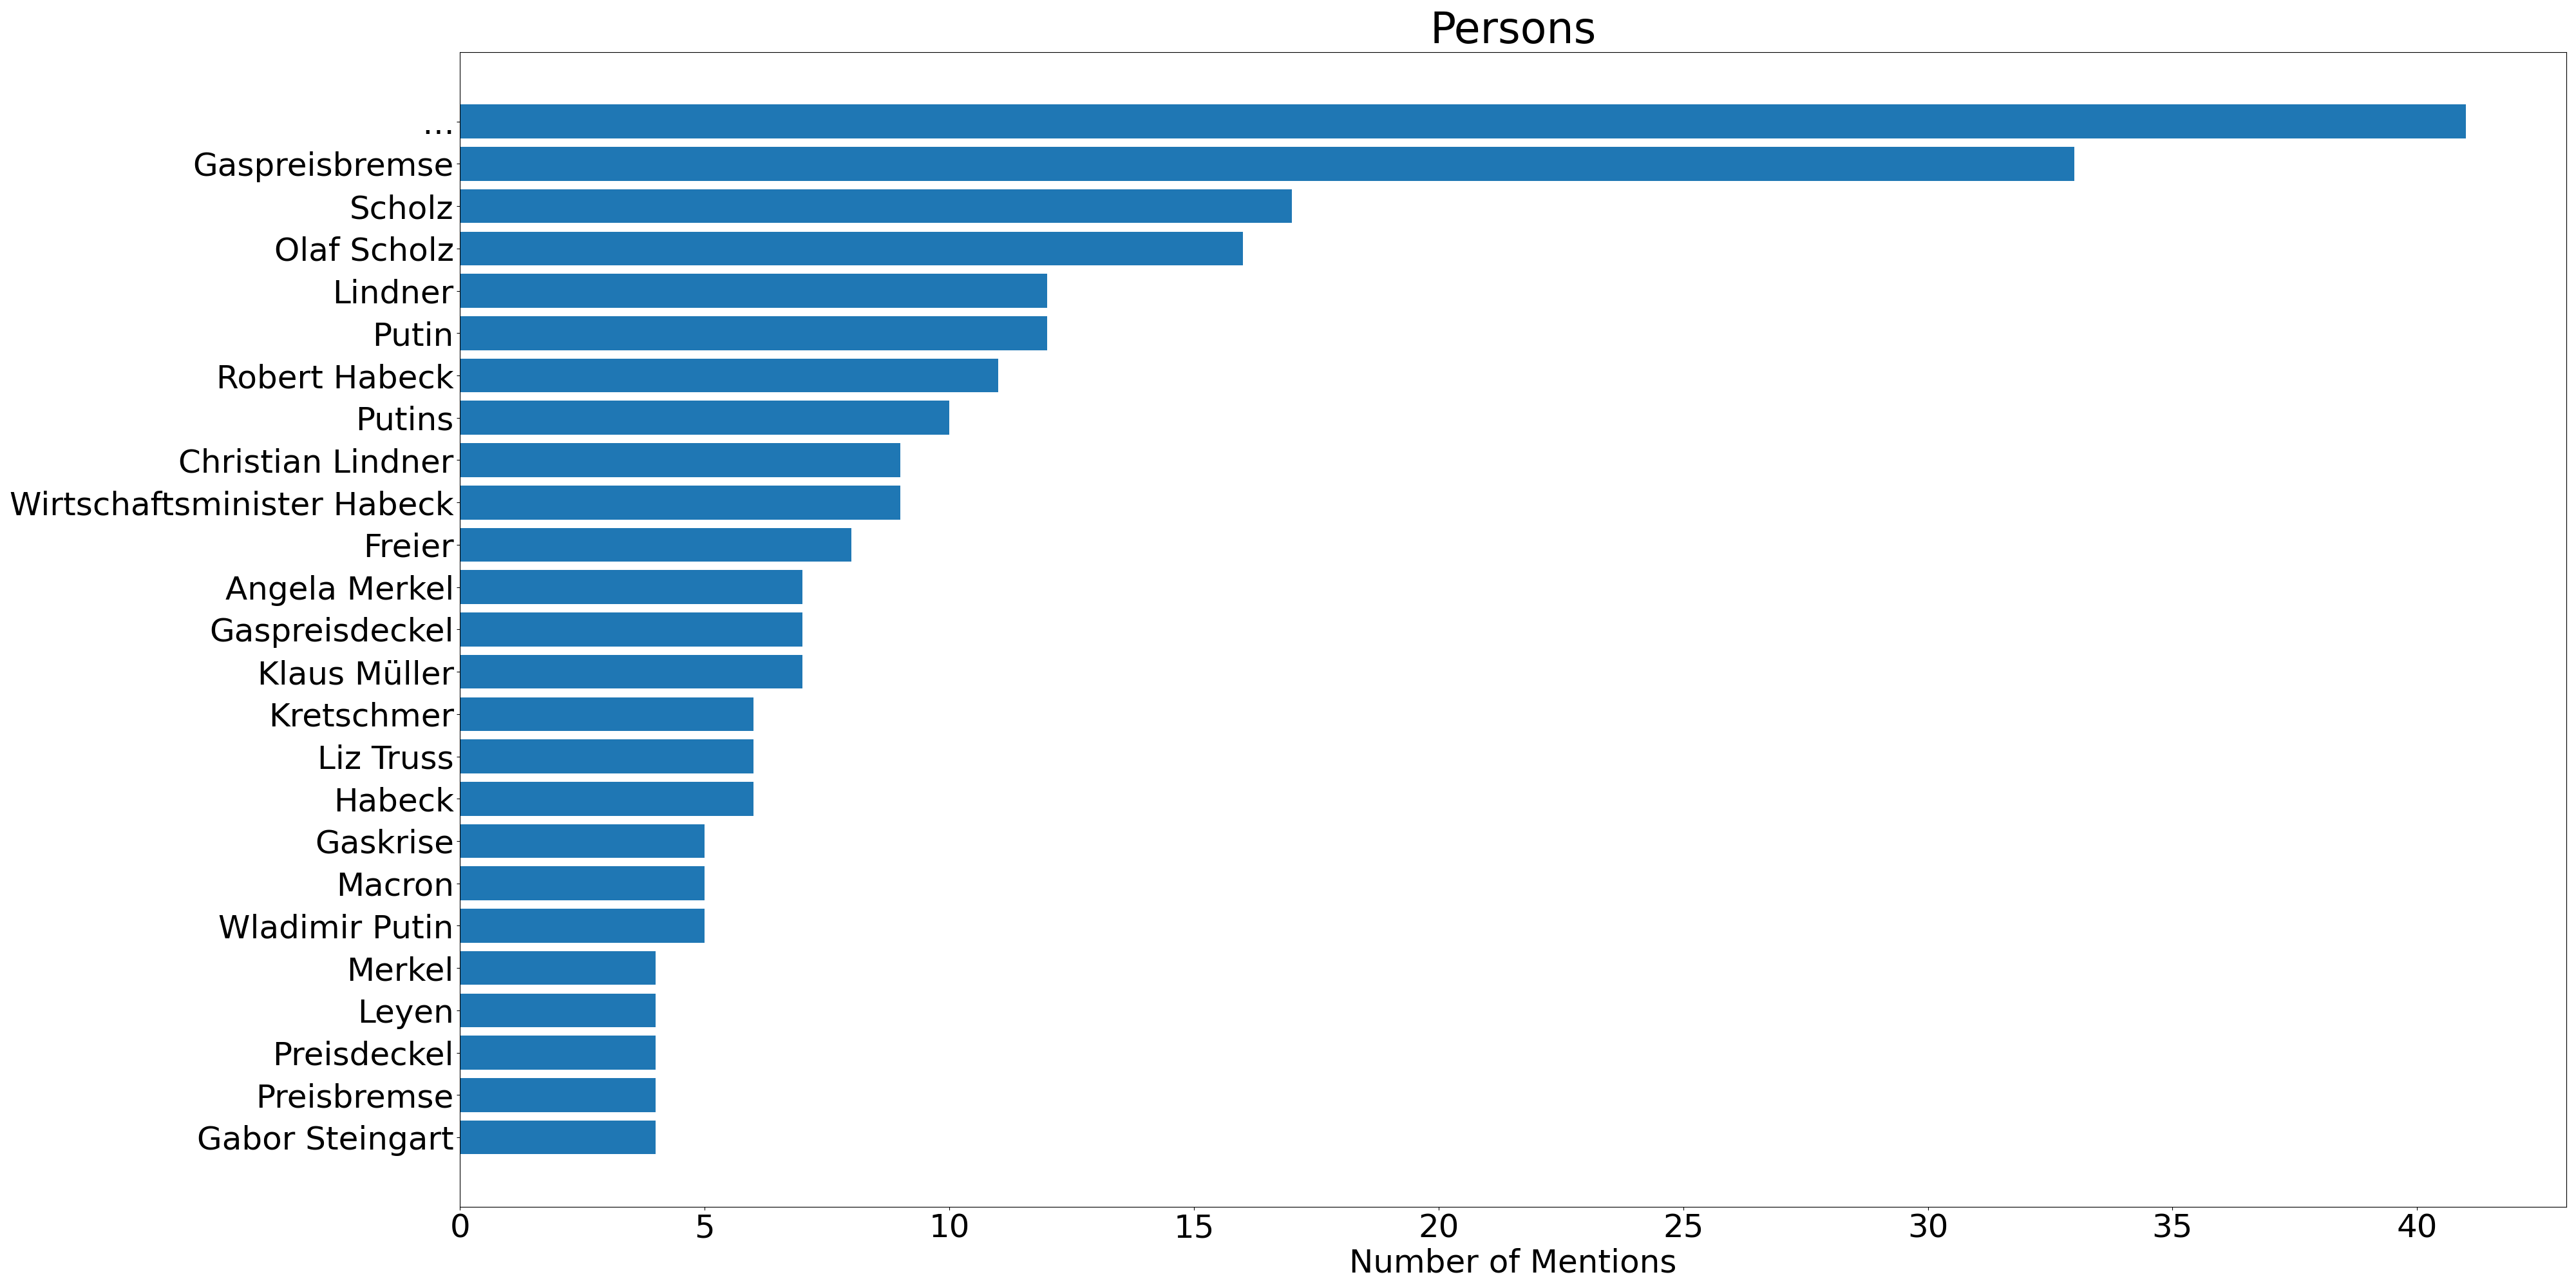 Persons
...
Gaspreisbremse
Scholz
Olaf Scholz
Lindner
Putin
Robert Habeck
Putins
Christian Lindner
Wirtschaftsminister Habeck
Freier
Angela Merkel
Gaspreisdeckel
Klaus Müller
Kretschmer
Liz Truss
Habeck
Gaskrise
Macron
Wladimir Putin
Merkel
Leyen
Preisdeckel
Preisbremse
Gabor Steingart
0 5 10 15 20 25 30 35 40
Number of Mentions